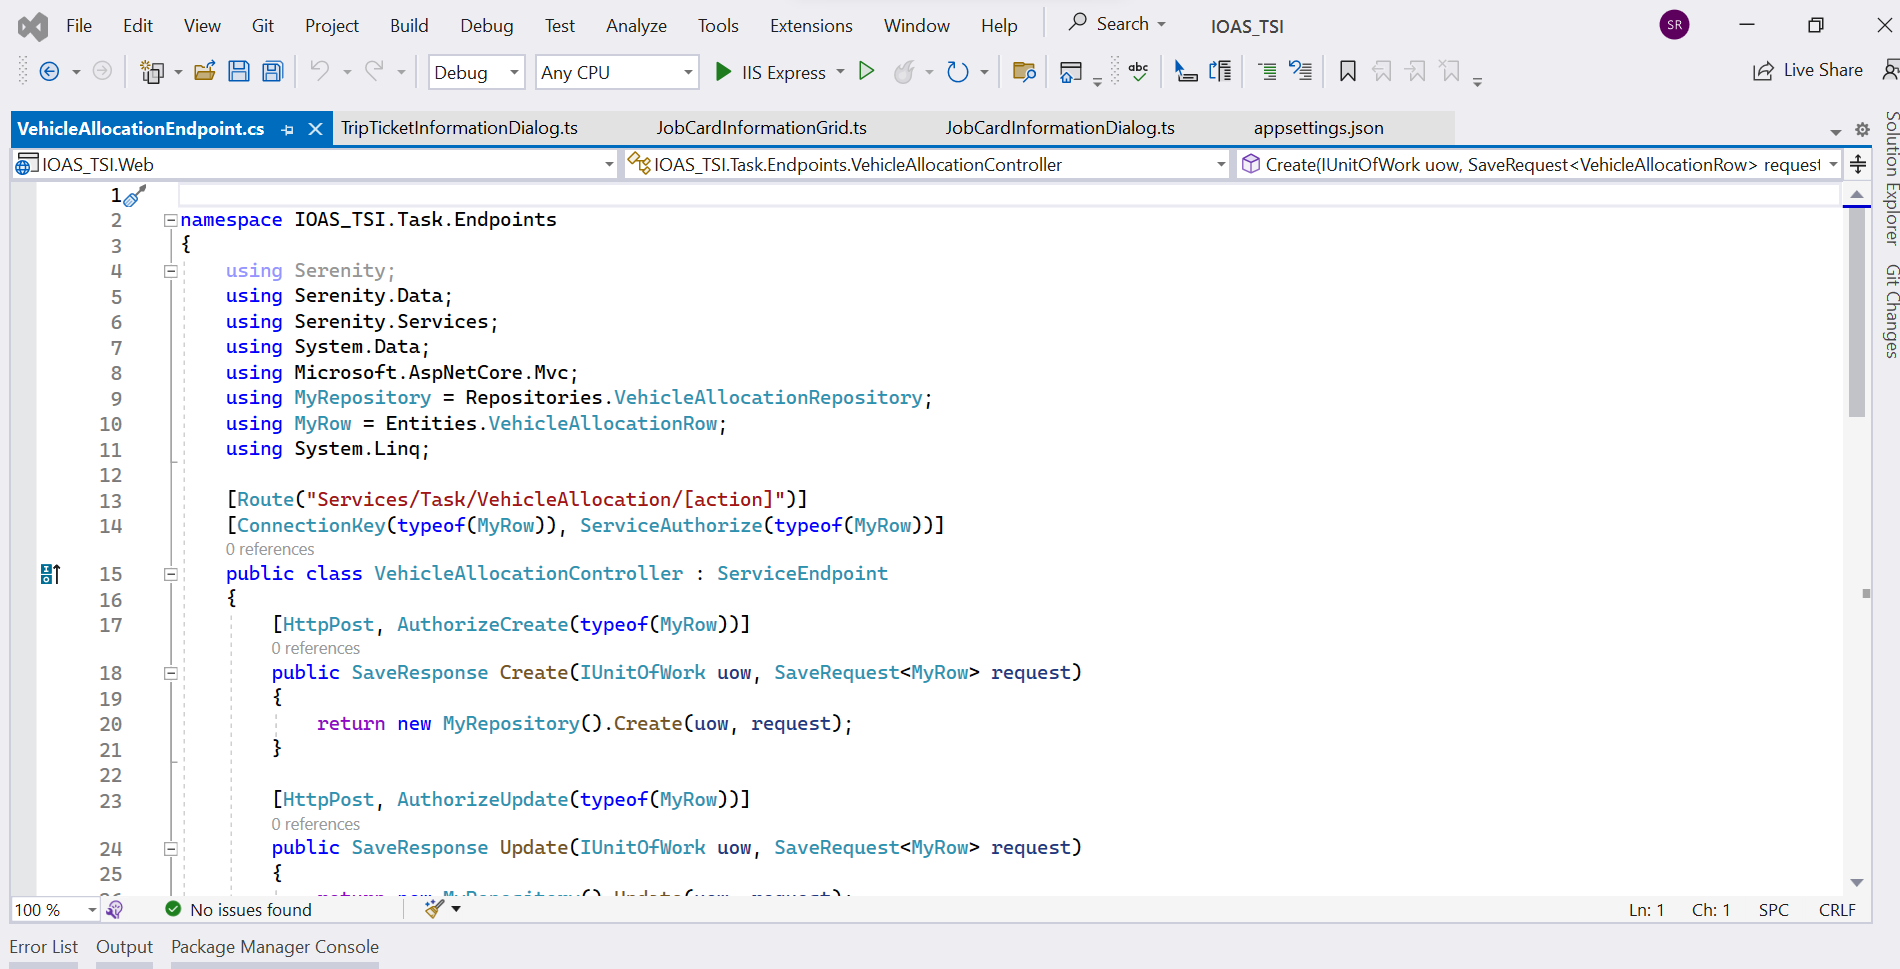 File Edit View Git Project Build Debug Test Analyze Tools Extensions Window Help Search IOAS_TSI SR
Debug Any CPU IIS Express abc Live Share
VehicleAllocationEndpoint.cs TripTicketInformationDialog.ts JobCardInformationGrid.ts JobCardInformationDialog.ts appsettings.json
IOAS_TSI.Web IOAS_TSI.Task.Endpoints.VehicleAllocationController Create(IUnitOfWork uow, SaveRequest<VehicleAllocationRow> request
Solution Explorer
Git Changes
1
2 namespace IOAS_TSI.Task.Endpoints
3 {
4 using Serenity;
5 using Serenity.Data;
6 using Serenity.Services;
7 using System.Data;
8 using Microsoft.AspNetCore.Mvc;
9 using MyRepository = Repositories.VehicleAllocationRepository;
10 using MyRow = Entities.VehicleAllocationRow;
11 using System.Linq;
12
13 [Route("Services/Task/VehicleAllocation/[action]")]
14 [ConnectionKey(typeof(MyRow)), ServiceAuthorize(typeof(MyRow))]
0 references
15 public class VehicleAllocationController : ServiceEndpoint
16 {
17 [HttpPost, AuthorizeCreate(typeof(MyRow))]
0 references
18 public SaveResponse Create(IUnitOfWork uow, SaveRequest<MyRow> request)
19 {
20 return new MyRepository().Create(uow, request);
21 }
22
23 [HttpPost, AuthorizeUpdate(typeof(MyRow))]
0 references
24 public SaveResponse Update(IUnitOfWork uow, SaveRequest<MyRow> request)
25 {
26 return new MyRepository().Update(uow, request);
100 % No issues found Ln: 1 Ch: 1 SPC CRLF
Error List Output Package Manager Console